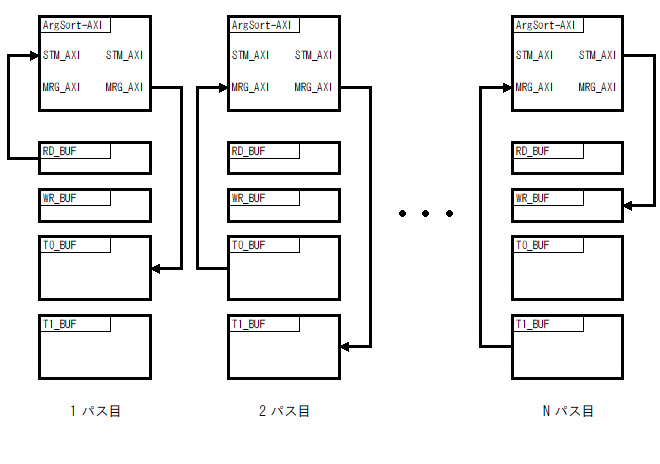 ArgSort-AXI
STM_AXI STM_AXI
MRG_AXI MRG_AXI
RD_BUF
WR_BUF
T0_BUF
T1_BUF
1 パス目
ArgSort-AXI
STM_AXI STM_AXI
MRG_AXI MRG_AXI
RD_BUF
WR_BUF
T0_BUF
T1_BUF
2 パス目
ArgSort-AXI
STM_AXI STM_AXI
MRG_AXI MRG_AXI
RD_BUF
WR_BUF
T0_BUF
T1_BUF
N パス目